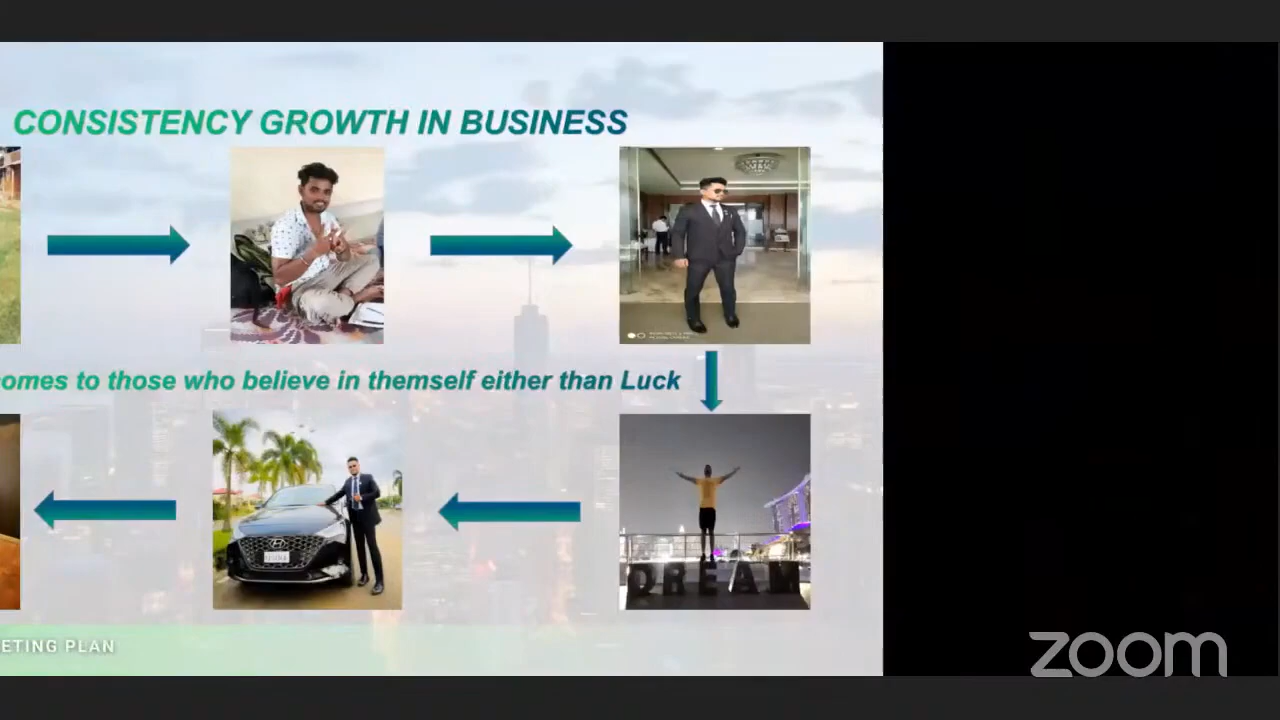 CONSISTENCY GROWTH IN BUSINESS
omes to those who believe in themself either than Luck
DREAM
ETING PLAN
zoom